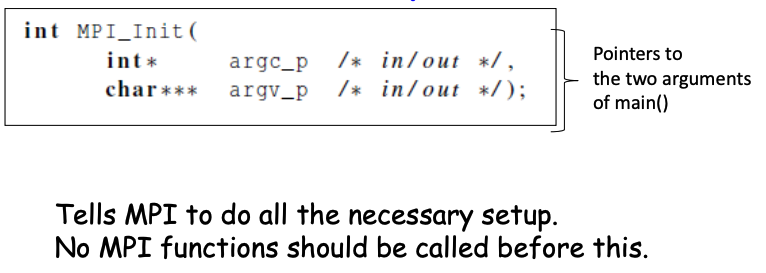 int MPI_Init(
int* argc_p /* in/out */,
char*** argv_p /* in/out */);
Pointers to
the two arguments
of main()
Tells MPI to do all the necessary setup.
No MPI functions should be called before this.